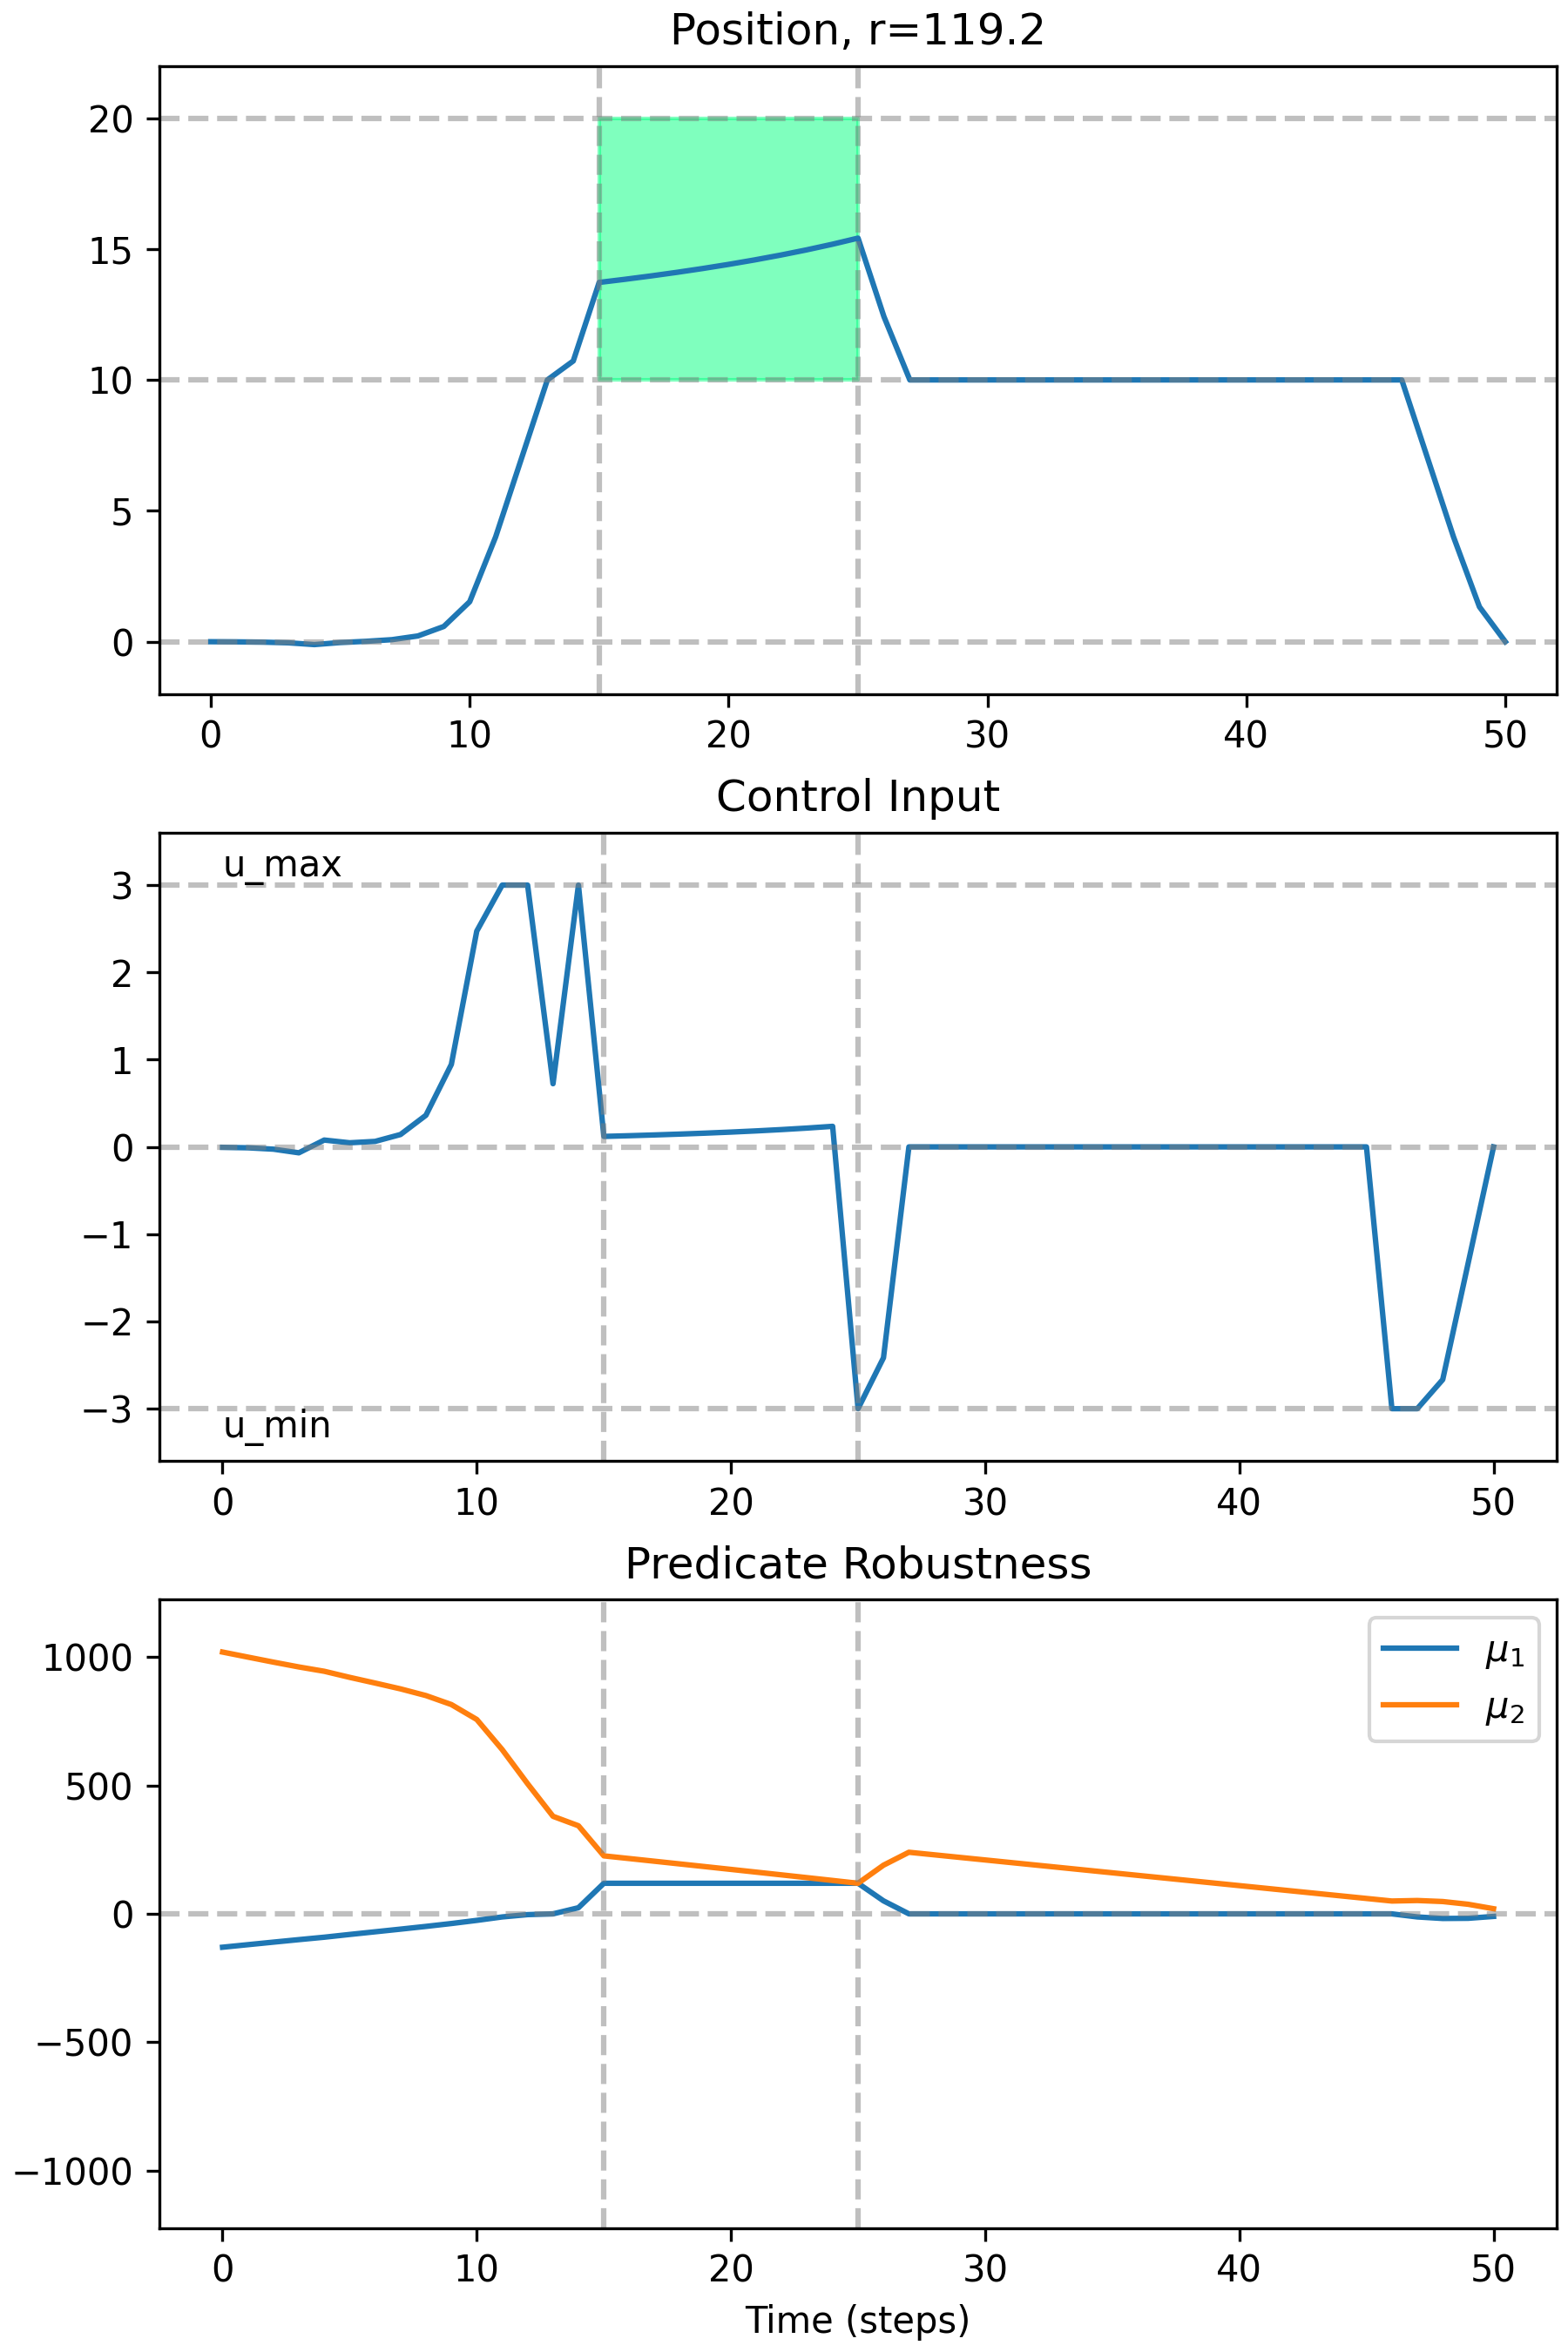 Position, r=119.2
20
15
10
5
0
0 10 20 30 40 50
Control Input
u_max
3
2
1
0
−1
−2
−3
u_min
0 10 20 30 40 50
Predicate Robustness
μ1
μ2
1000
500
0
−500
−1000
0 10 20 30 40 50
Time (steps)